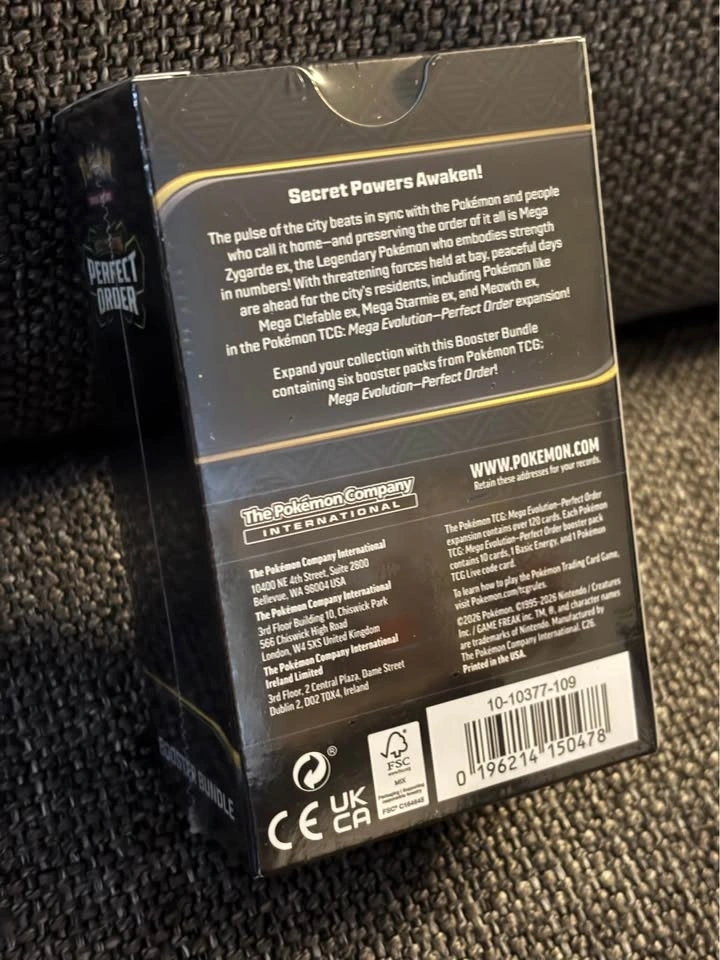 PERFECT
ORDER
BOOSTER BUNDLE
Secret Powers Awaken!
The pulse of the city beats in sync with the Pokémon and people
who call it home—and preserving the order of it all is Mega
Zygarde ex, the Legendary Pokémon who embodies strength
in numbers! With threatening forces held at bay, peaceful days
are ahead for the city's residents, including Pokémon like
Mega Clefable ex, Mega Starmie ex, and Meowth ex,
in the Pokémon TCG: Mega Evolution—Perfect Order expansion!
Expand your collection with this Booster Bundle
containing six booster packs from Pokémon TCG:
Mega Evolution—Perfect Order!
The Pokémon Company
INTERNATIONAL
The Pokémon Company International
10400 NE 4th Street, Suite 2800
Bellevue, WA 98004 USA
The Pokémon Company International
3rd Floor Building 10, Chiswick Park
566 Chiswick High Road
London, W4 5XS United Kingdom
The Pokémon Company International
Ireland Limited
3rd Floor, 2 Central Plaza, Dame Street
Dublin 2, D02 T0X4, Ireland
WWW.POKEMON.COM
Retain these addresses for your records.
The Pokémon TCG: Mega Evolution—Perfect Order
expansion contains over 120 cards. Each Pokémon
TCG: Mega Evolution—Perfect Order booster pack
contains 10 cards, 1 Basic Energy, and 1 Pokémon
TCG Live code card.
To learn how to play the Pokémon Trading Card Game,
visit Pokemon.com/tcgrules.
©2026 Pokémon. ©1995-2026 Nintendo / Creatures
Inc. / GAME FREAK inc. TM, ®, and character names
are trademarks of Nintendo. Manufactured by
The Pokémon Company International. C26.
Printed in the USA.
®
FSC
MIX
Packaging | Supporting
responsible forestry
FSC® C164648
CE
UK
CA
10-10377-109
0 196214 150478